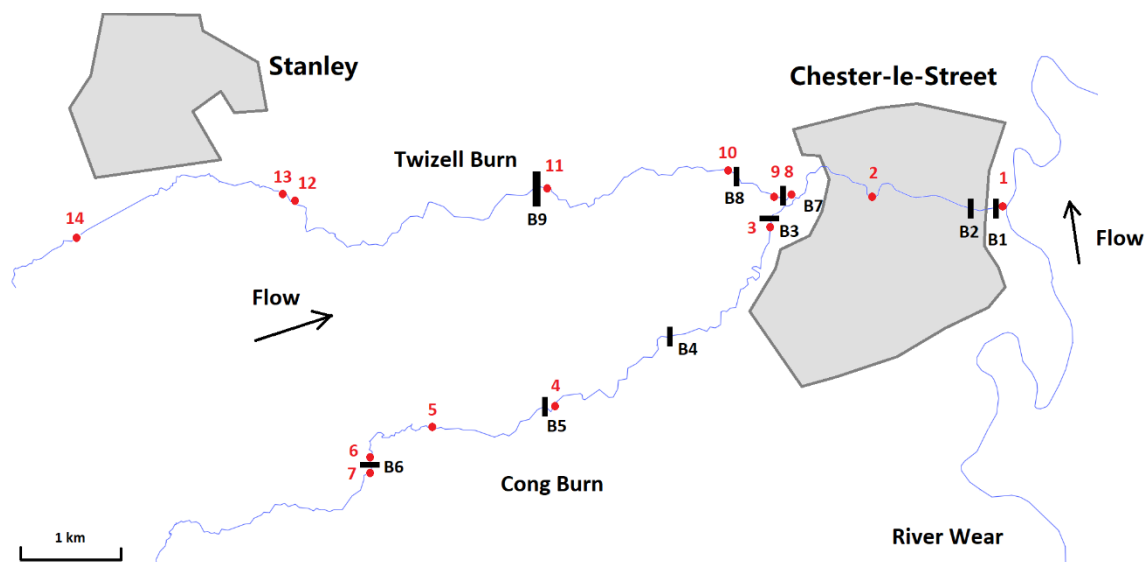 Stanley
Chester-le-Street
Twizell Burn
10
11
9 8
2
1
13
12
B8
B9
B7
14
3
B3
B2
B1
Flow
Flow
B4
4
5
B5
6
7
B6
Cong Burn
1 km
River Wear